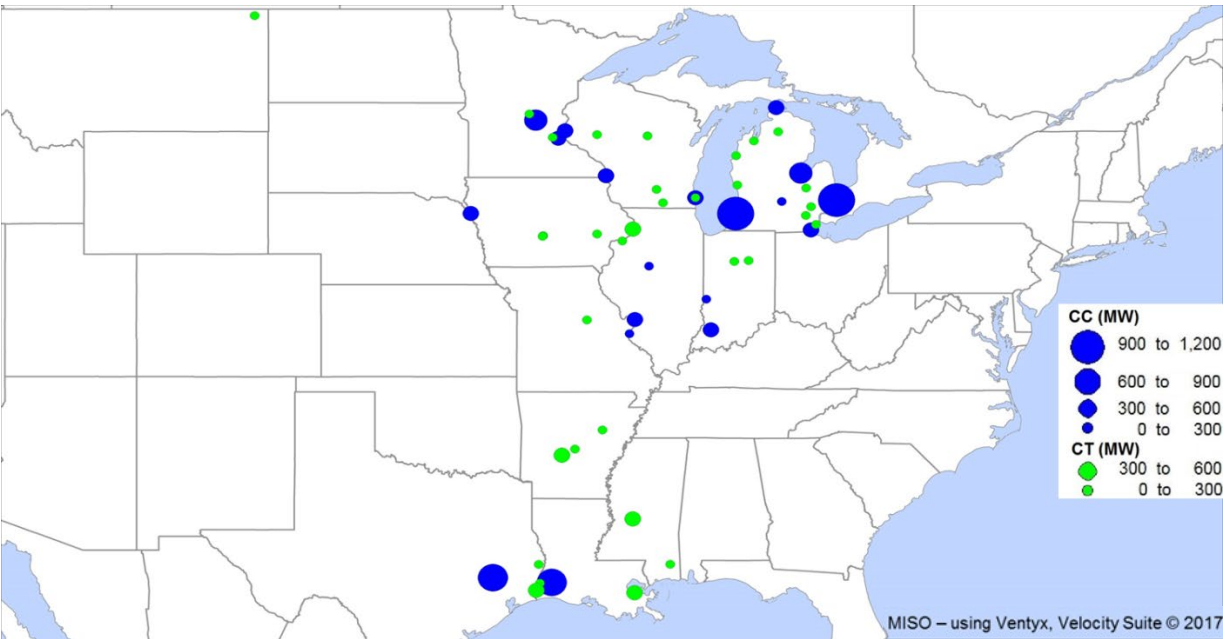 CC (MW)
900 to 1,200
600 to 900
300 to 600
0 to 300
CT (MW)
300 to 600
0 to 300
MISO – using Ventyx, Velocity Suite © 2017